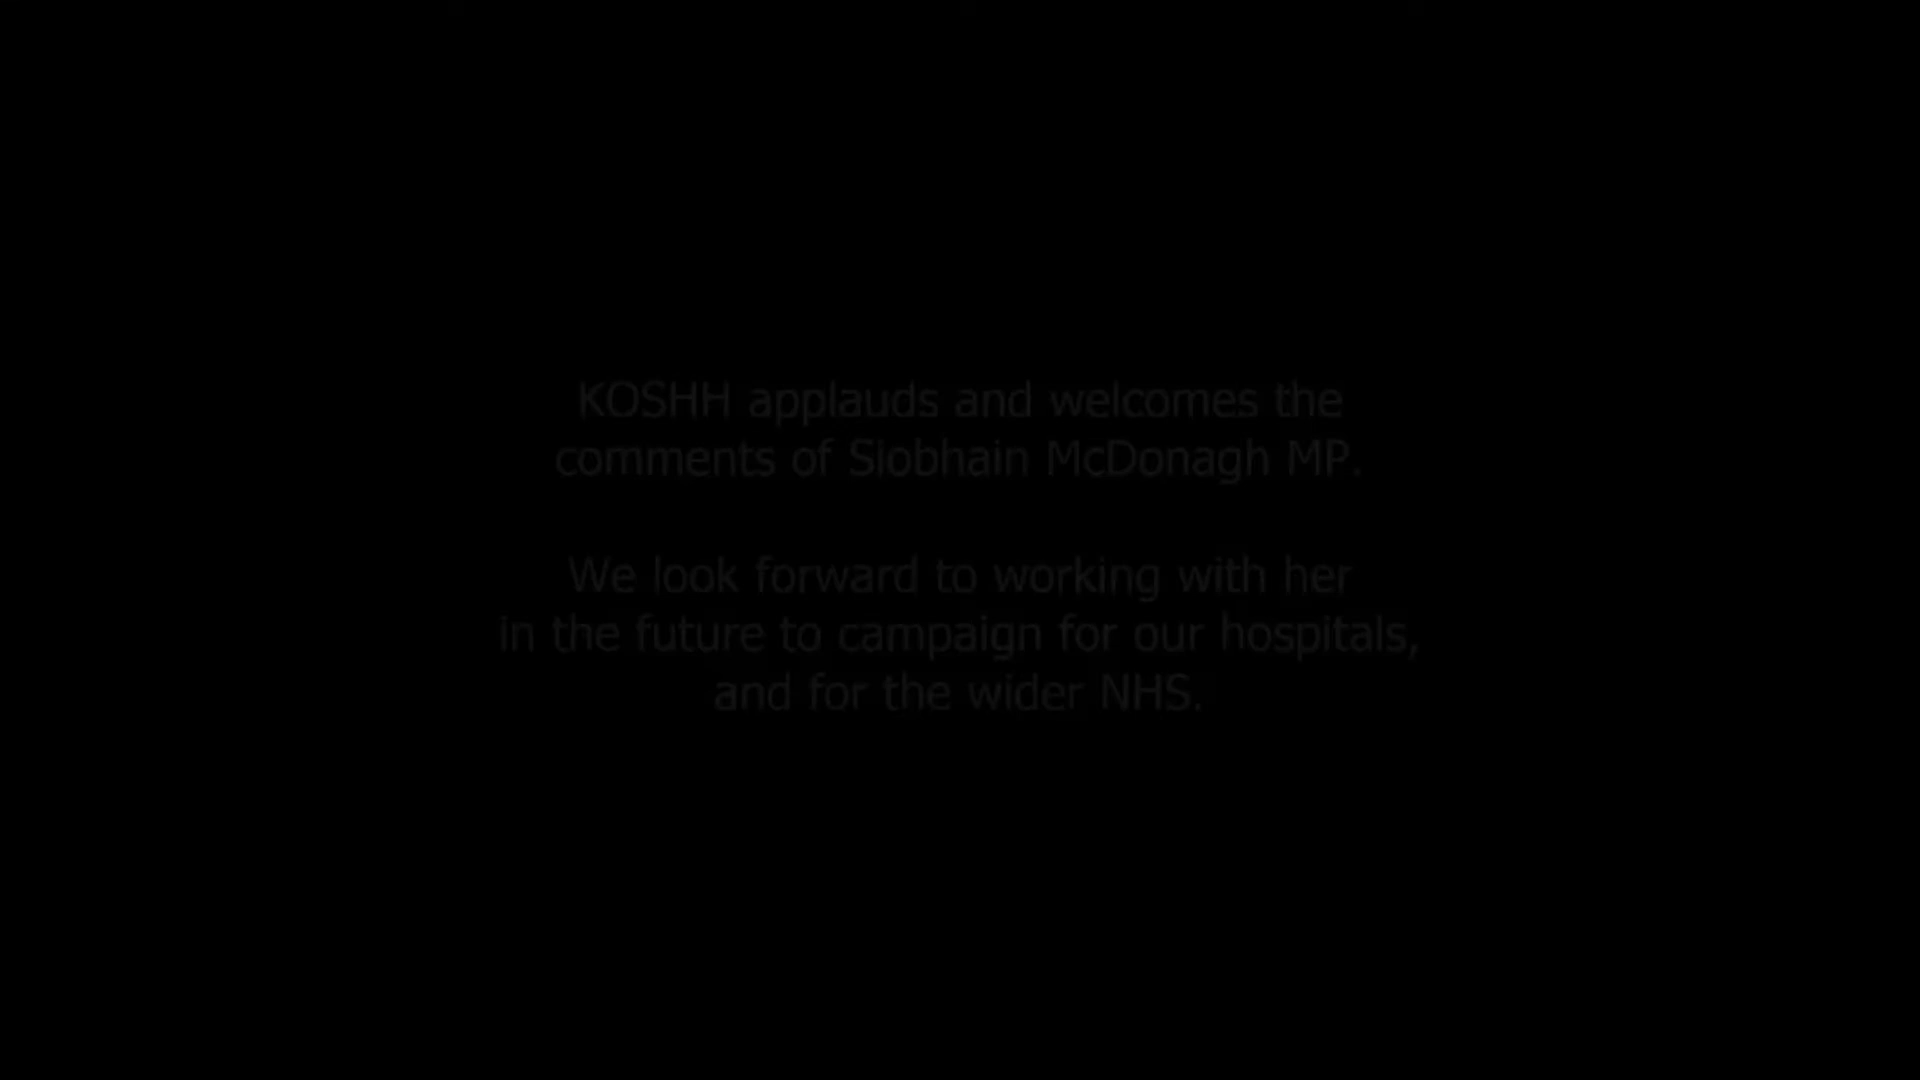 KOSHH applauds and welcomes the
comments of Siobhain McDonagh MP.
We look forward to working with her
in the future to campaign for our hospitals,
and for the wider NHS.